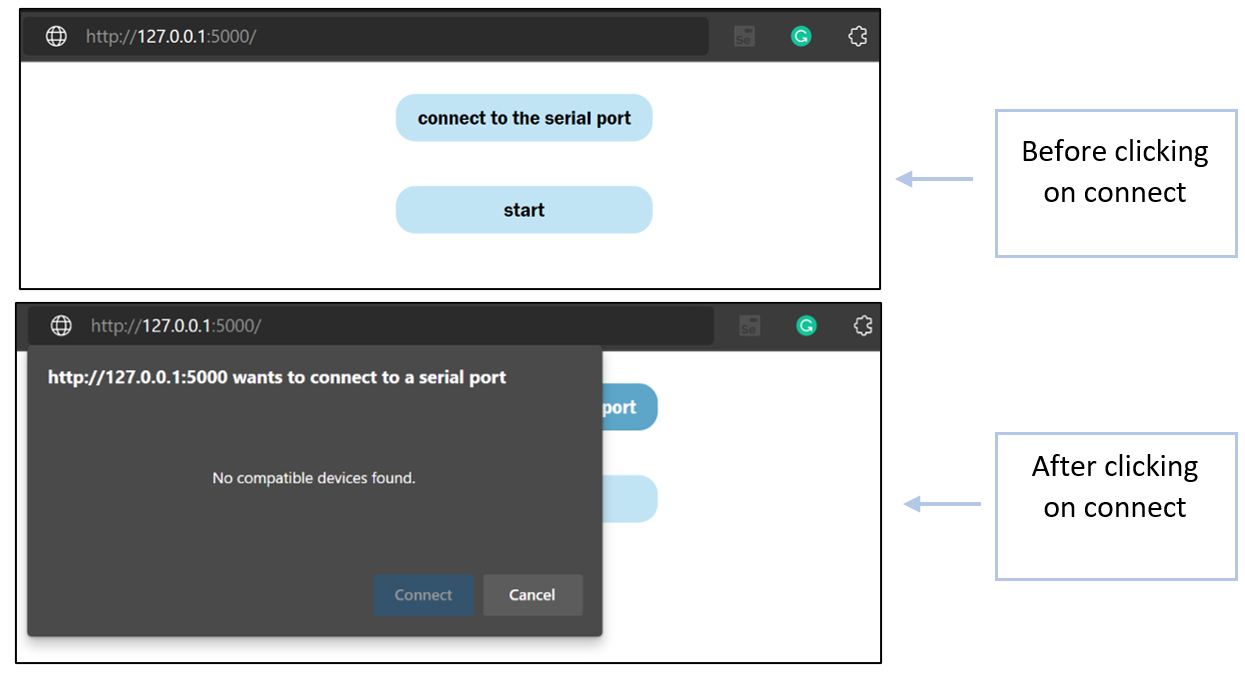 http://127.0.0.1:5000/
Se
G
connect to the serial port
start
Before clicking
on connect
http://127.0.0.1:5000/
Se
G
http://127.0.0.1:5000 wants to connect to a serial port
port
No compatible devices found.
Connect
Cancel
After clicking
on connect